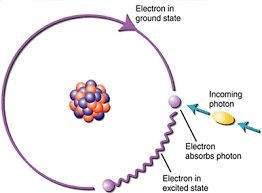 Electron in
ground state
Incoming
photon
Electron
absorbs photon
Electron in
excited state